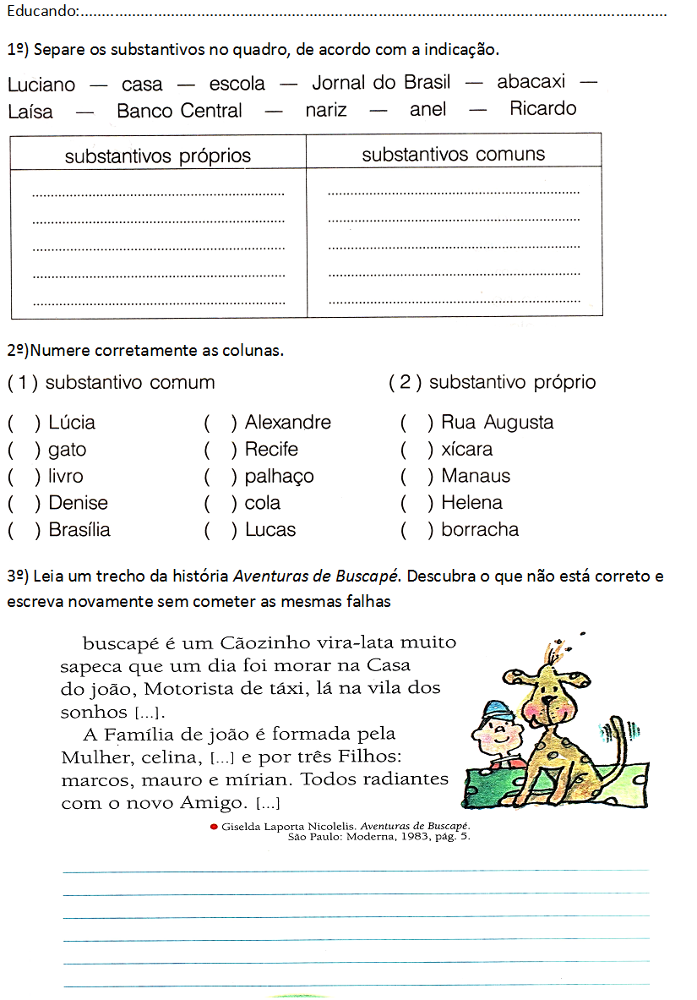 Educando:....................................................................................................................................
1º) Separe os substantivos no quadro, de acordo com a indicação.
Luciano — casa — escola — Jornal do Brasil — abacaxi —
Laísa — Banco Central — nariz — anel — Ricardo
substantivos próprios substantivos comuns
2º)Numere corretamente as colunas.
( 1 ) substantivo comum ( 2 ) substantivo próprio
( ) Lúcia ( ) Alexandre ( ) Rua Augusta
( ) gato ( ) Recife ( ) xícara
( ) livro ( ) palhaço ( ) Manaus
( ) Denise ( ) cola ( ) Helena
( ) Brasília ( ) Lucas ( ) borracha
3º) Leia um trecho da história Aventuras de Buscapé. Descubra o que não está correto e
escreva novamente sem cometer as mesmas falhas
buscapé é um Cãozinho vira-lata muito
sapeca que um dia foi morar na Casa
do joão, Motorista de táxi, lá na vila dos
sonhos [...].
A Família de joão é formada pela
Mulher, celina, [...] e por três Filhos:
marcos, mauro e mírian. Todos radiantes
com o novo Amigo. [...]
Giselda Laporta Nicolelis. Aventuras de Buscapé.
São Paulo: Moderna, 1983, pág. 5.